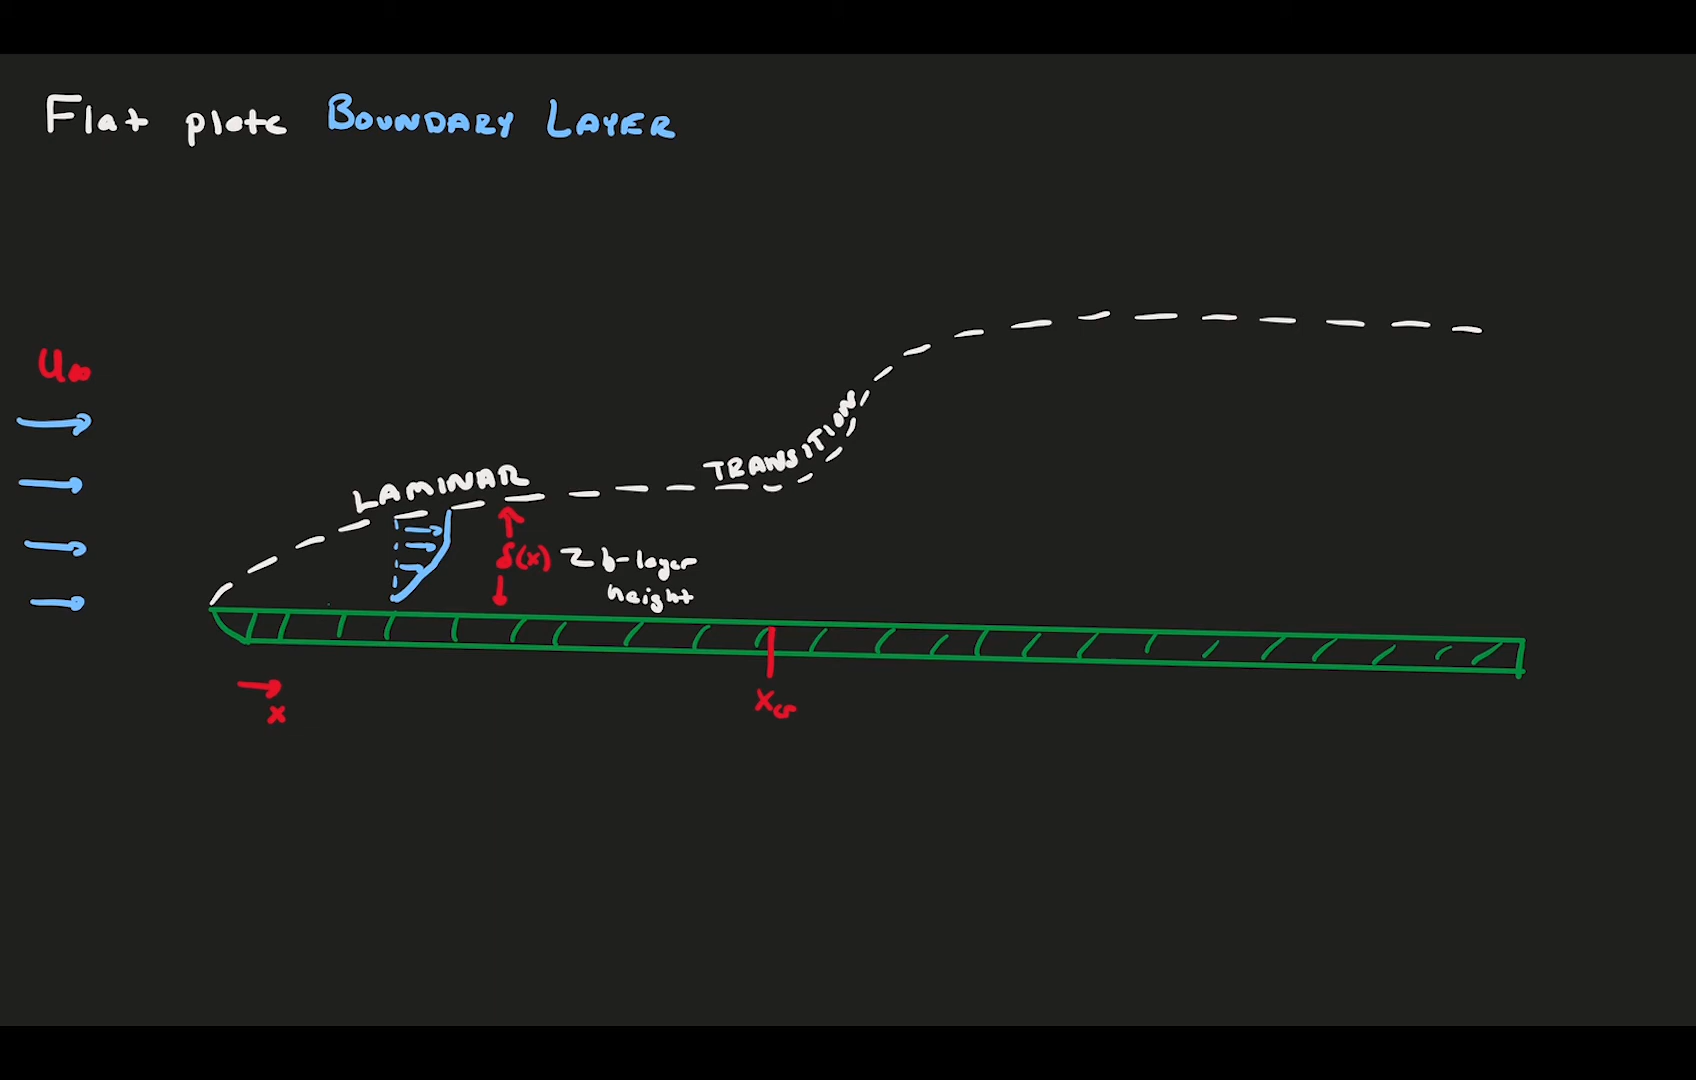 Flat plate BOUNDARY LAYER
U∞
LAMINAR
TRANSITION
δ(x) b-layer
height
x
xcr